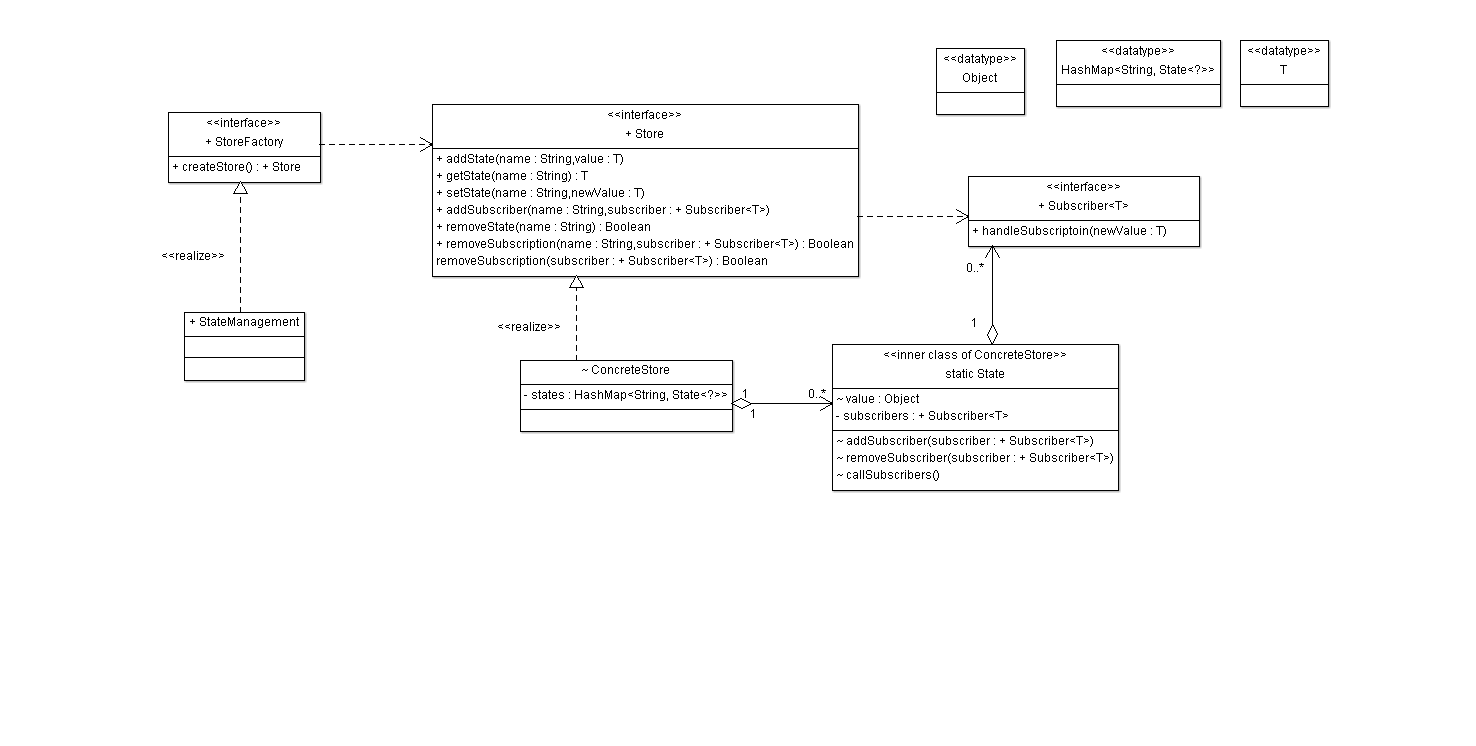 <<datatype>>
Object
<<datatype>>
HashMap<String, State<?>>
<<datatype>>
T
<<interface>>
+ StoreFactory
+ createStore() : + Store
<<interface>>
+ Store
+ addState(name : String,value : T)
+ getState(name : String) : T
+ setState(name : String,newValue : T)
+ addSubscriber(name : String,subscriber : + Subscriber<T>)
+ removeState(name : String) : Boolean
+ removeSubscription(name : String,subscriber : + Subscriber<T>) : Boolean
removeSubscription(subscriber : + Subscriber<T>) : Boolean
<<interface>>
+ Subscriber<T>
+ handleSubscriptoin(newValue : T)
<<realize>>
+ StateManagement
<<realize>>
~ ConcreteStore
- states : HashMap<String, State<?>>
1
1
0..*
0..*
1
<<inner class of ConcreteStore>>
static State
~ value : Object
- subscribers : + Subscriber<T>
~ addSubscriber(subscriber : + Subscriber<T>)
~ removeSubscriber(subscriber : + Subscriber<T>)
~ callSubscribers()